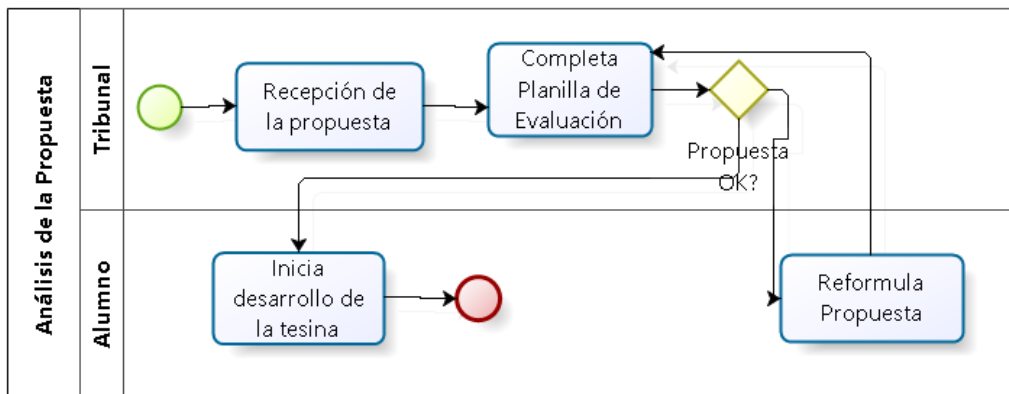 Análisis de la Propuesta
Tribunal
Recepción de
la propuesta
Completa
Planilla de
Evaluación
Propuesta
OK?
Alumno
Inicia
desarrollo de
la tesina
Reformula
Propuesta